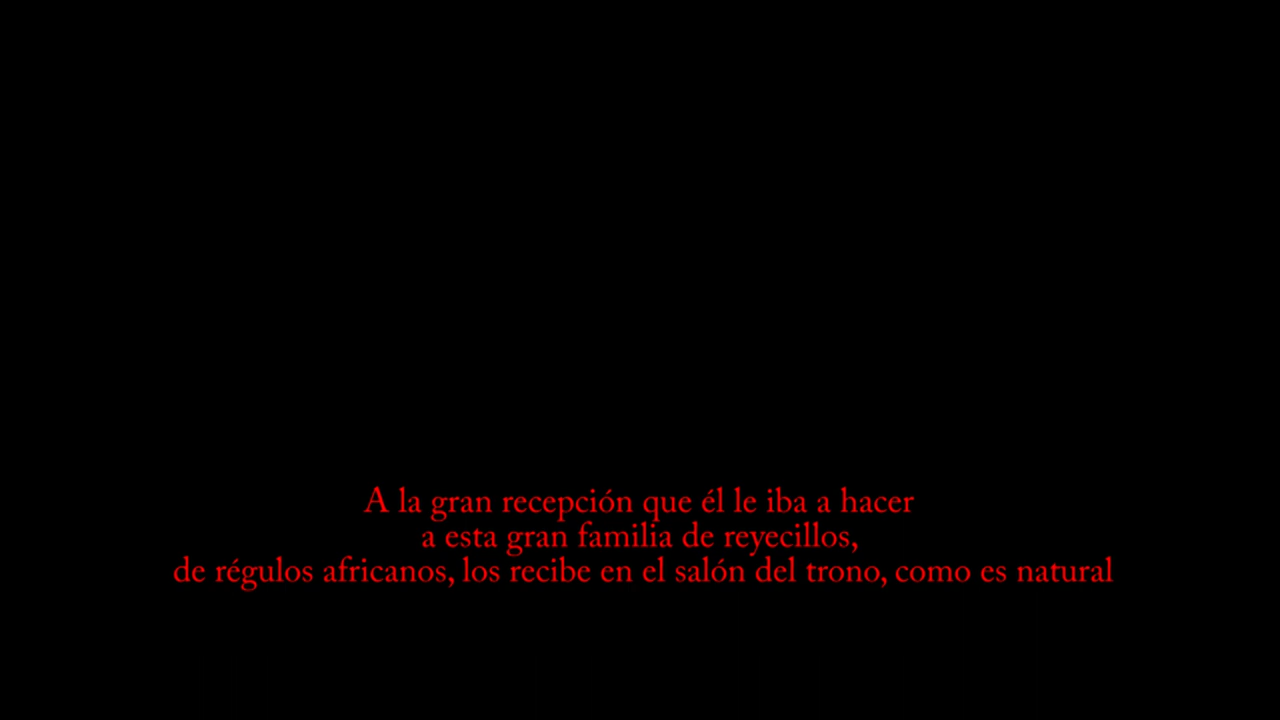 A la gran recepción que él le iba a hacer
a esta gran familia de reyecillos,
de régulos africanos, los recibe en el salón del trono, como es natural